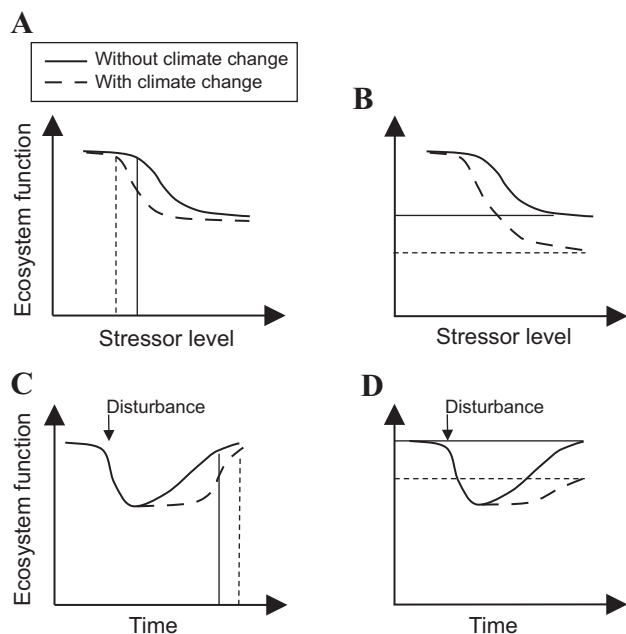 A
Without climate change
With climate change
B
Ecosystem function
Stressor level
Stressor level
C
D
Disturbance
Disturbance
Ecosystem function
Time
Time